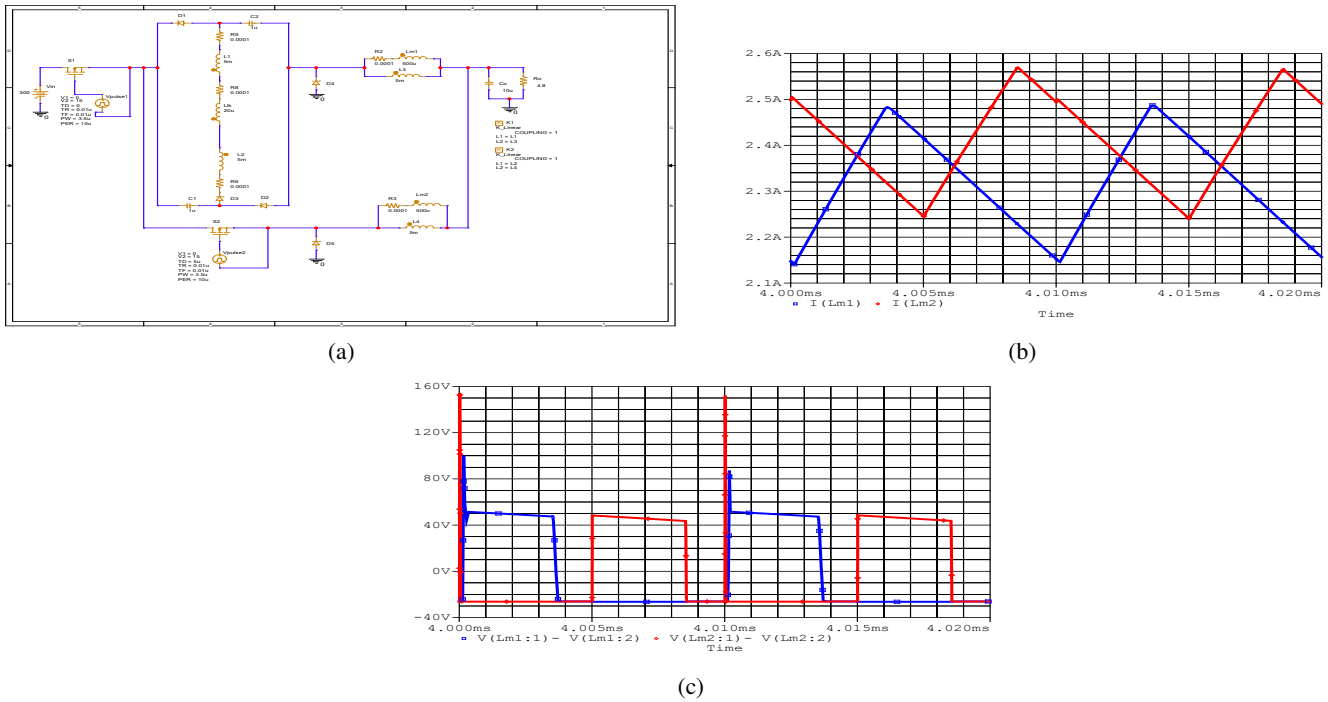 D1
C2
1u
R9
0.0001
L1
5m
R8
0.0001
Llk
20u
L2
5m
R6
0.0001
D3
C1
1u
D2
S1
Vin
300
0
Vpulse1
V1 = 0
V2 = 15
TD = 0
TR = 0.01u
TF = 0.01u
PW = 3.5u
PER = 10u
S2
Vpulse2
V1 = 0
V2 = 15
TD = 5u
TR = 0.01u
TF = 0.01u
PW = 3.5u
PER = 10u
D4
0
D5
0
R2
0.0001
Lm1
500u
L3
5m
R3
0.0001
Lm2
500u
L4
5m
Co
10u
Ro
4.8
0
K1
K_Linear
COUPLING = 1
L1 = L1
L2 = L3
K2
K_Linear
COUPLING = 1
L1 = L2
L2 = L4
(a)
2.6A
2.5A
2.4A
2.3A
2.2A
2.1A
4.000ms 4.005ms 4.010ms 4.015ms 4.020ms
I(Lm1) I(Lm2)
Time
(b)
160V
120V
80V
40V
0V
-40V
4.000ms 4.005ms 4.010ms 4.015ms 4.020ms
V(Lm1:1)- V(Lm1:2) V(Lm2:1)- V(Lm2:2)
Time
(c)